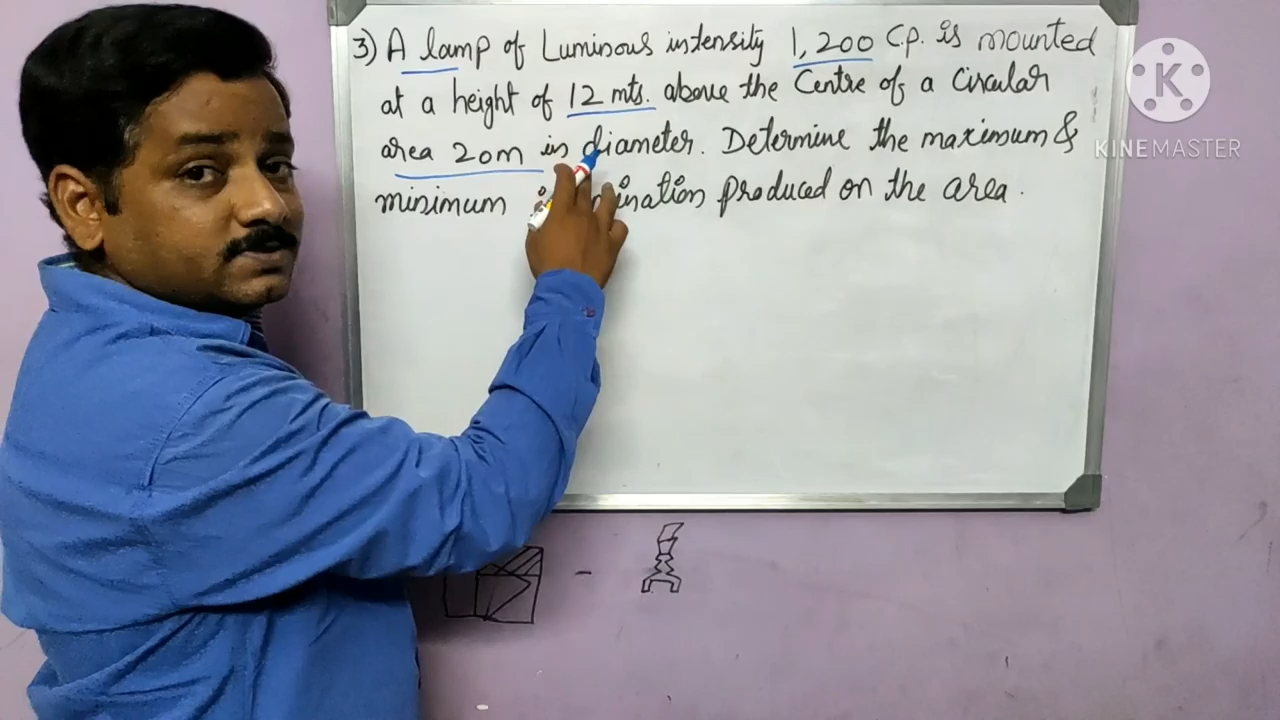 3) A lamp of Luminous intensity 1,200 C.p. is mounted
at a height of 12 mts. above the Centre of a Circular
area 20m in diameter. Determine the maximum &
minimum produced on the area.
K
KINEMASTER